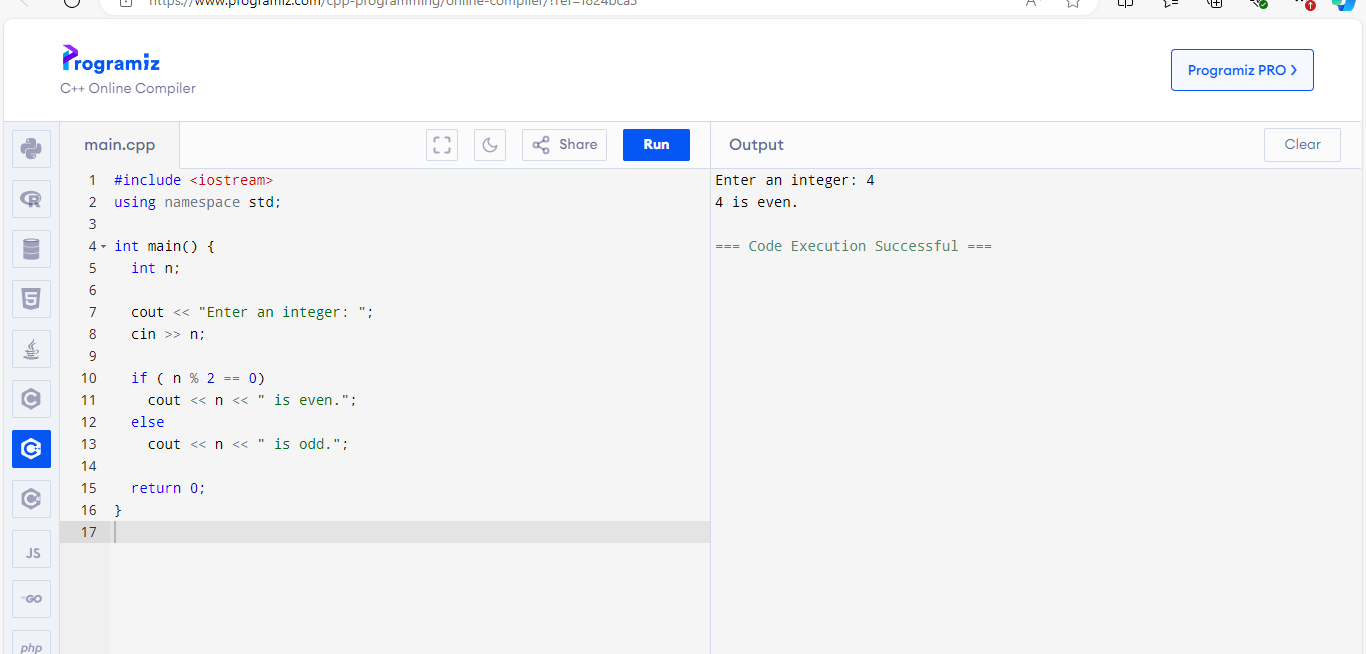 https://www.programiz.com/cpp-programming/online-compiler/?ref=1824bca5
Programiz
C++ Online Compiler
Programiz PRO ›
main.cpp
Share
Run
Output
Clear
1 #include <iostream>
2 using namespace std;
3
4 int main() {
5 int n;
6
7 cout << "Enter an integer: ";
8 cin >> n;
9
10 if ( n % 2 == 0)
11 cout << n << " is even.";
12 else
13 cout << n << " is odd.";
14
15 return 0;
16 }
17
Enter an integer: 4
4 is even.
=== Code Execution Successful ===
R
5
C
C
C
JS
GO
php